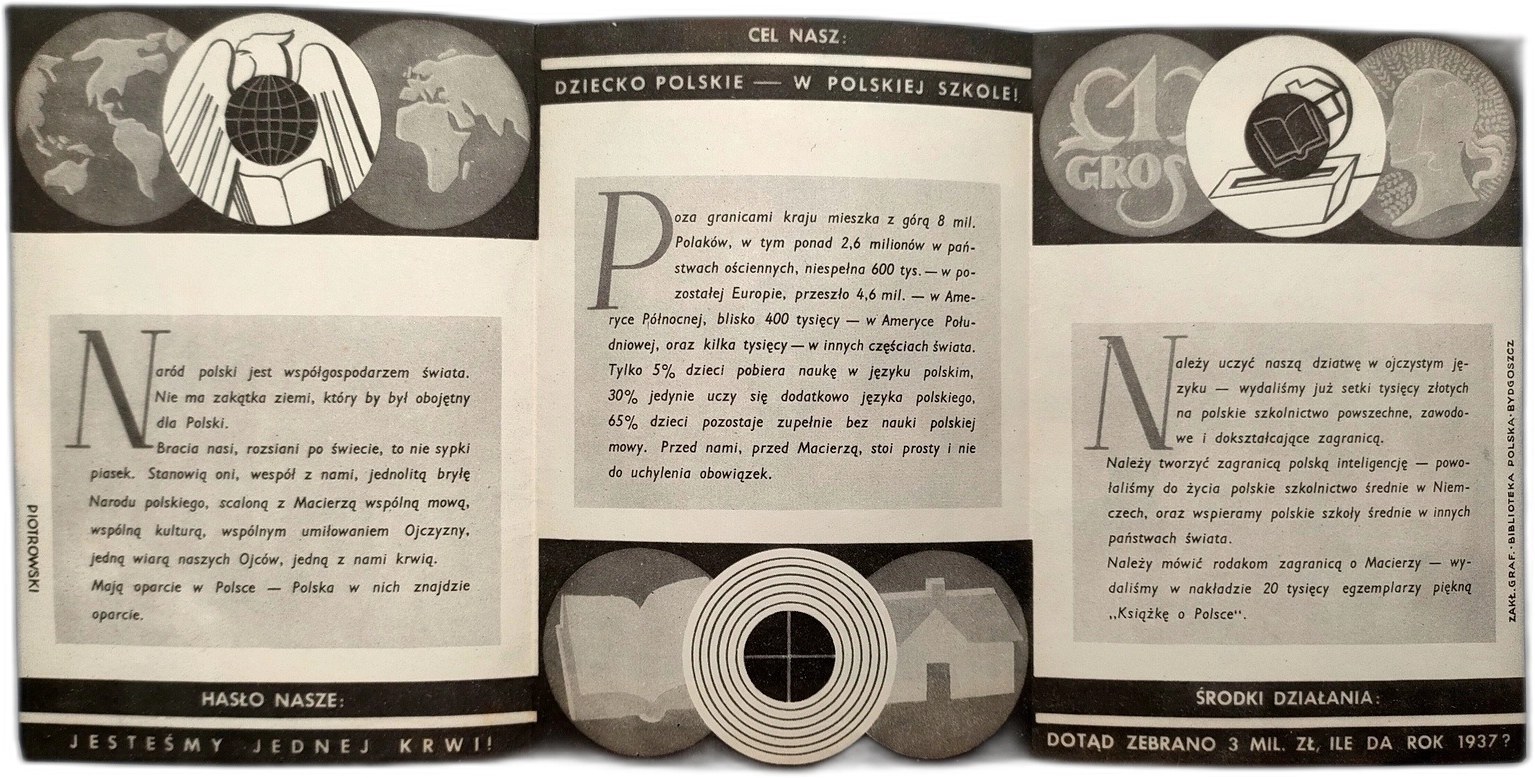 Naród polski jest współgospodarzem świata.
Nie ma zakątka ziemi, który by był obojętny
dla Polski.
Bracia nasi, rozsiani po świecie, to nie sypki
piasek. Stanowią oni, wespół z nami, jednolitą bryłę
Narodu polskiego, scaloną z Macierzą wspólną mową,
wspólną kulturą, wspólnym umiłowaniem Ojczyzny,
jedną wiarą naszych Ojców, jedną z nami krwią.
Mają oparcie w Polsce — Polska w nich znajdzie
oparcie.
PIOTROWSKI
HASŁO NASZE:
JESTEŚMY JEDNEJ KRWI!
CEL NASZ:
DZIECKO POLSKIE — W POLSKIEJ SZKOLE!
Poza granicami kraju mieszka z górą 8 mil.
Polaków, w tym ponad 2,6 milionów w pań-
stwach ościennych, niespełna 600 tys. — w po-
zostałej Europie, przeszło 4,6 mil. — w Ame-
ryce Północnej, blisko 400 tysięcy — w Ameryce Połu-
dniowej, oraz kilka tysięcy — w innych częściach świata.
Tylko 5% dzieci pobiera naukę w języku polskim,
30% jedynie uczy się dodatkowo języka polskiego,
65% dzieci pozostaje zupełnie bez nauki polskiej
mowy. Przed nami, przed Macierzą, stoi prosty i nie
do uchylenia obowiązek.
1
GROSZ
Należy uczyć naszą dziatwę w ojczystym ję-
zyku — wydaliśmy już setki tysięcy złotych
na polskie szkolnictwo powszechne, zawodo-
we i dokształcające zagranicą.
Należy tworzyć zagranicą polską inteligencję — powo-
łaliśmy do życia polskie szkolnictwo średnie w Niem-
czech, oraz wspieramy polskie szkoły średnie w innych
państwach świata.
Należy mówić rodakom zagranicą o Macierzy — wy-
daliśmy w nakładzie 20 tysięcy egzemplarzy piękną
„Książkę o Polsce“.
ZAKŁ. GRAF. · BIBLIOTEKA POLSKA · BYDGOSZCZ
ŚRODKI DZIAŁANIA:
DOTĄD ZEBRANO 3 MIL. ZŁ, ILE DA ROK 1937?